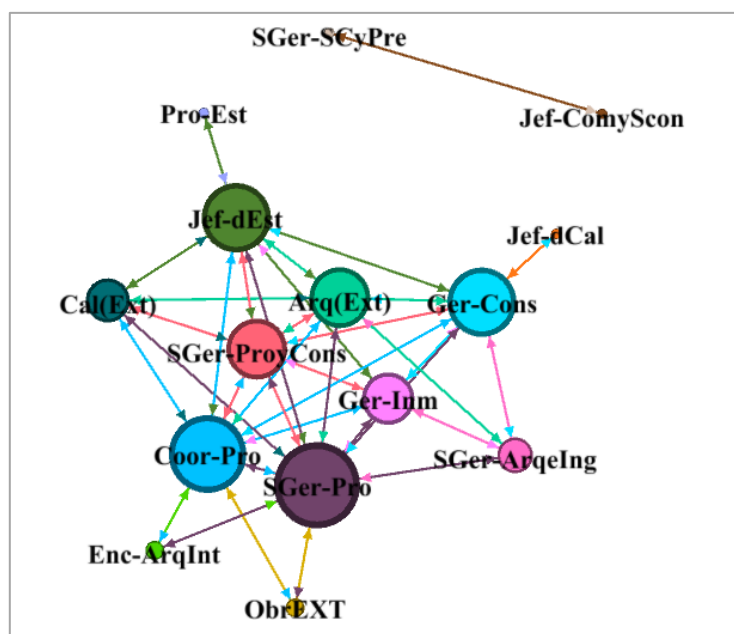 SGer-SCyPre
Pro-Est
Jef-ComyScon
Jef-dEst
Jef-dCal
Cal(Ext)
Arq(Ext)
Ger-Cons
SGer-ProyCons
Ger-Inm
Coor-Pro
SGer-ArqeIng
SGer-Pro
Enc-ArqInt
ObrEXT